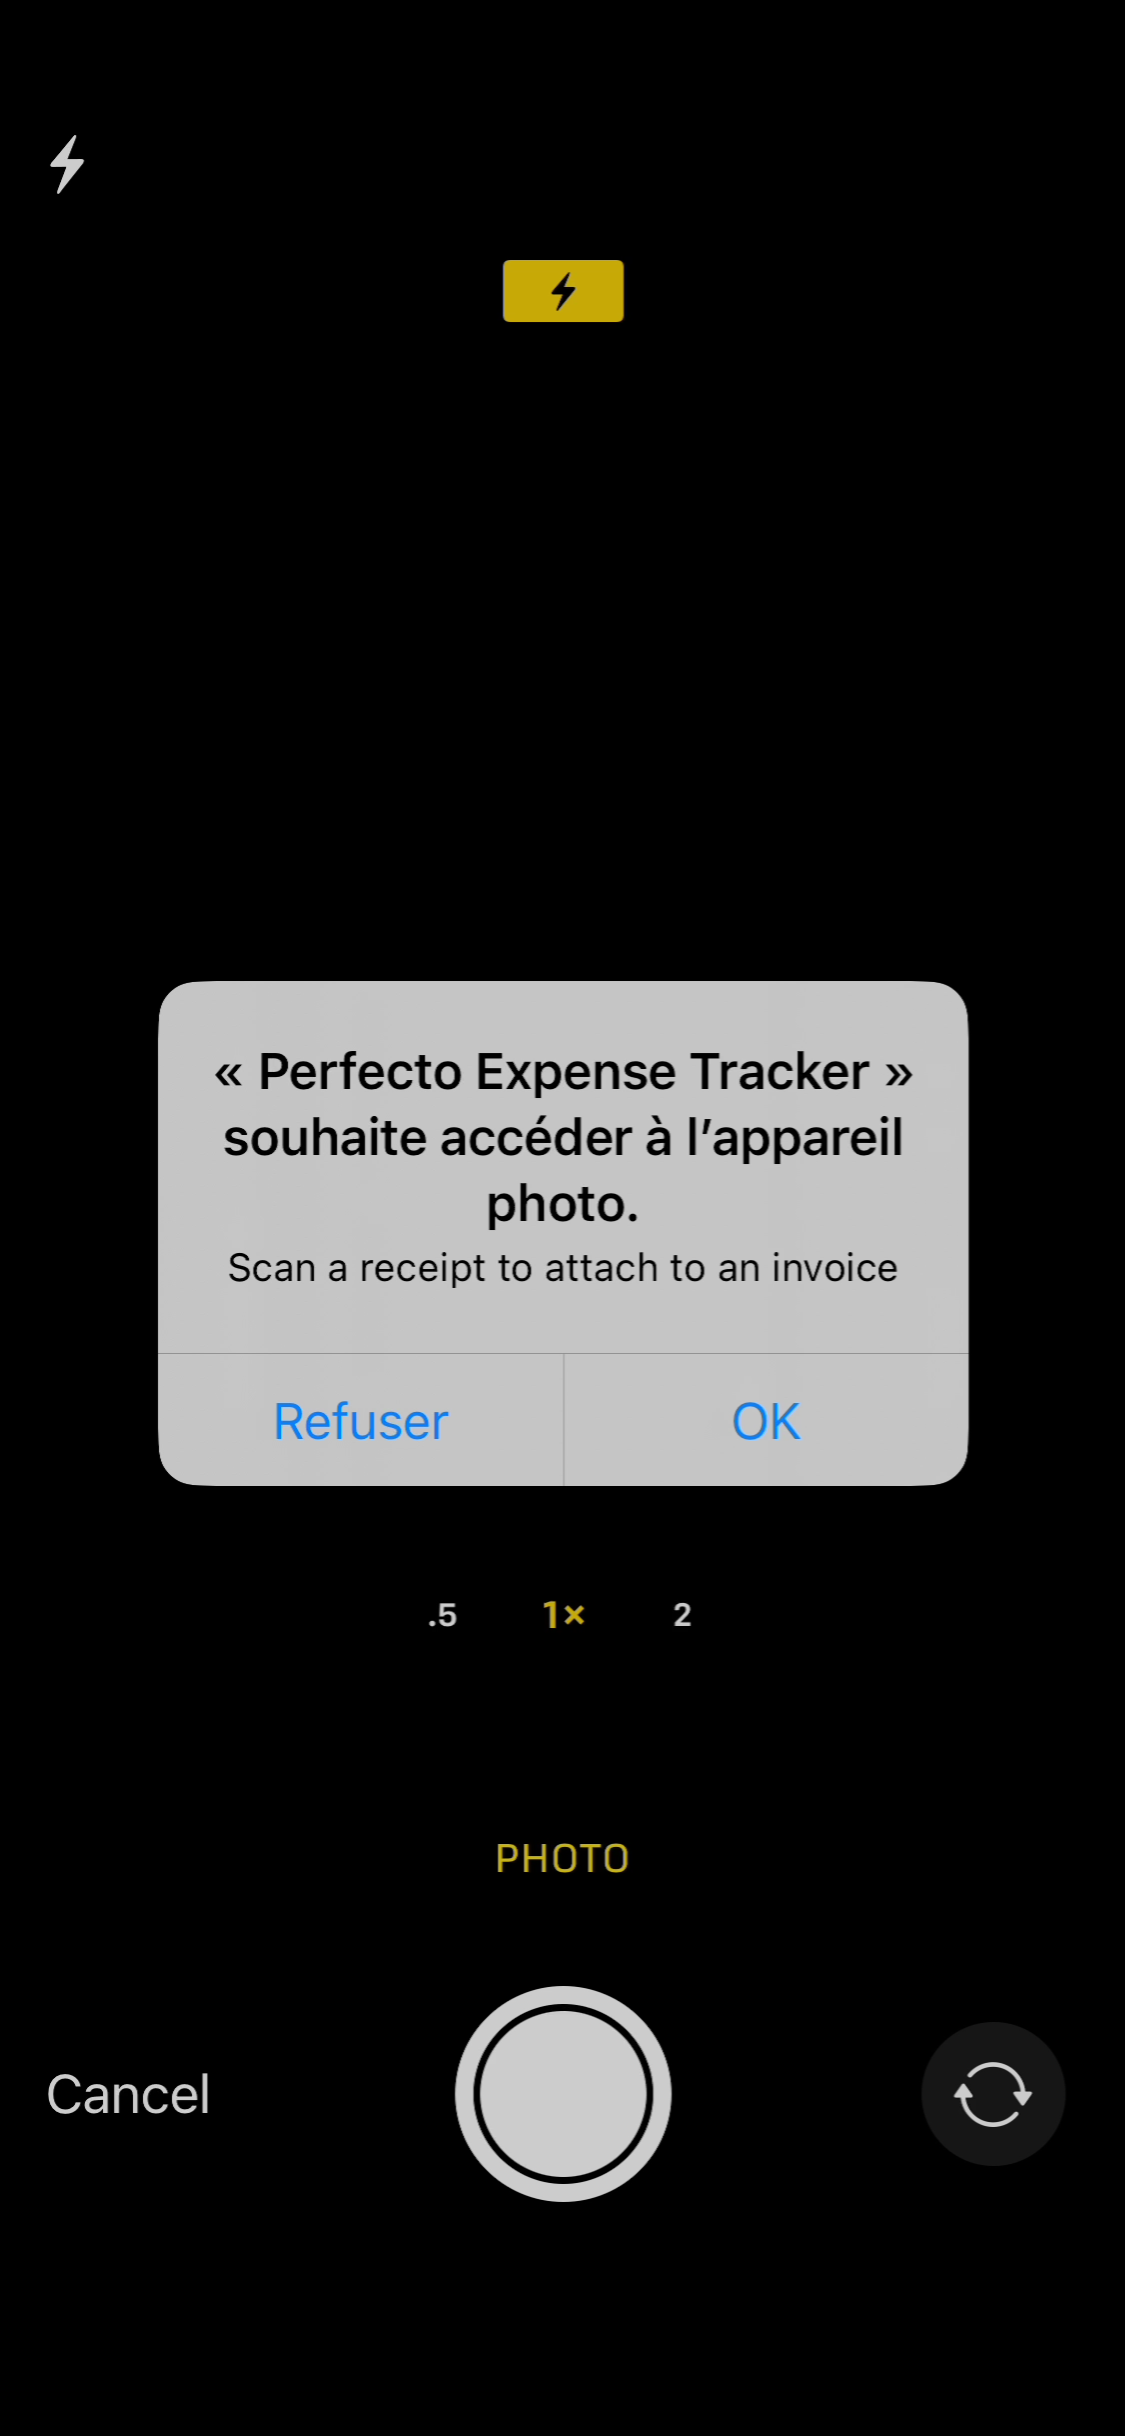 « Perfecto Expense Tracker »
souhaite accéder à l’appareil
photo.
Scan a receipt to attach to an invoice
Refuser
OK
.5
1×
2
PHOTO
Cancel